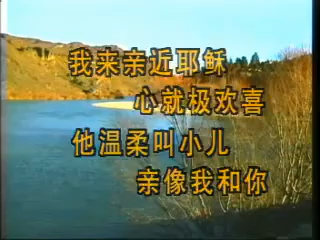 我来亲近耶稣
心就极欢喜
他温柔叫小儿
亲像我和你